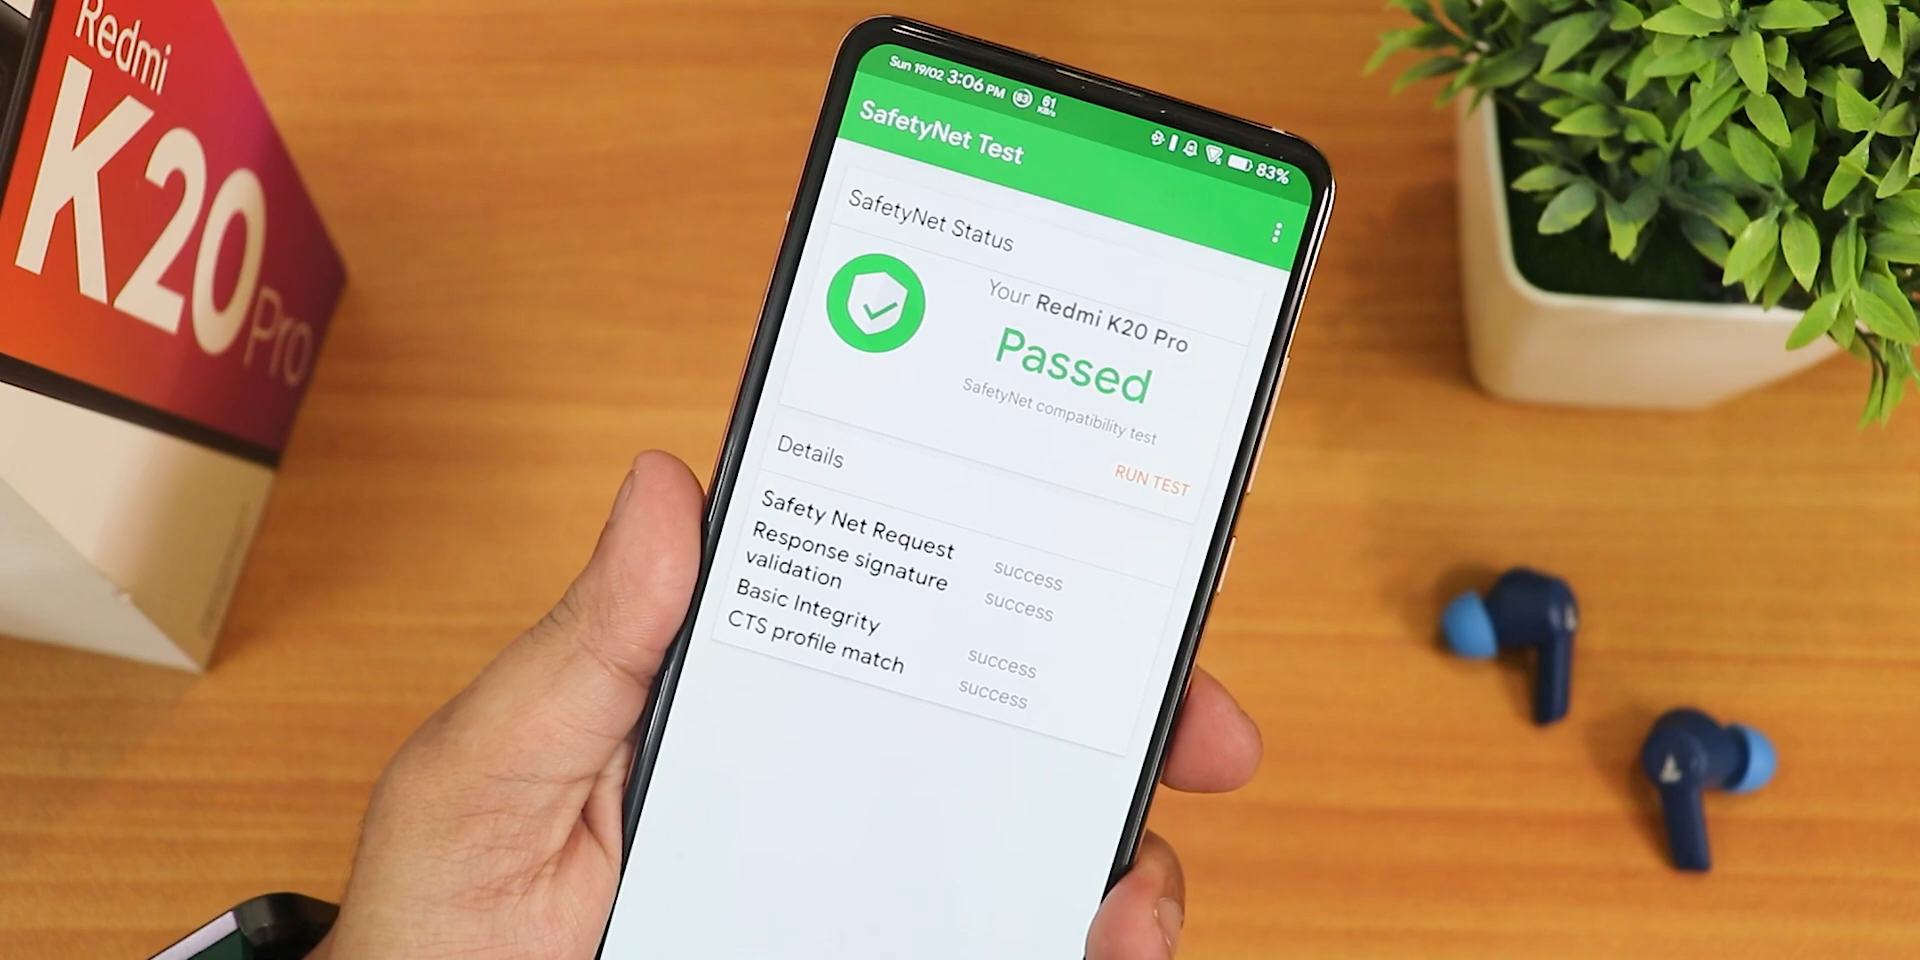 Redmi
K20 Pro
Sun 19/02 3:06 PM 83 61 KB/s 83%
SafetyNet Test
SafetyNet Status
Your Redmi K20 Pro
Passed
SafetyNet compatibility test
RUN TEST
Details
Safety Net Request success
Response signature validation success
Basic Integrity success
CTS profile match success